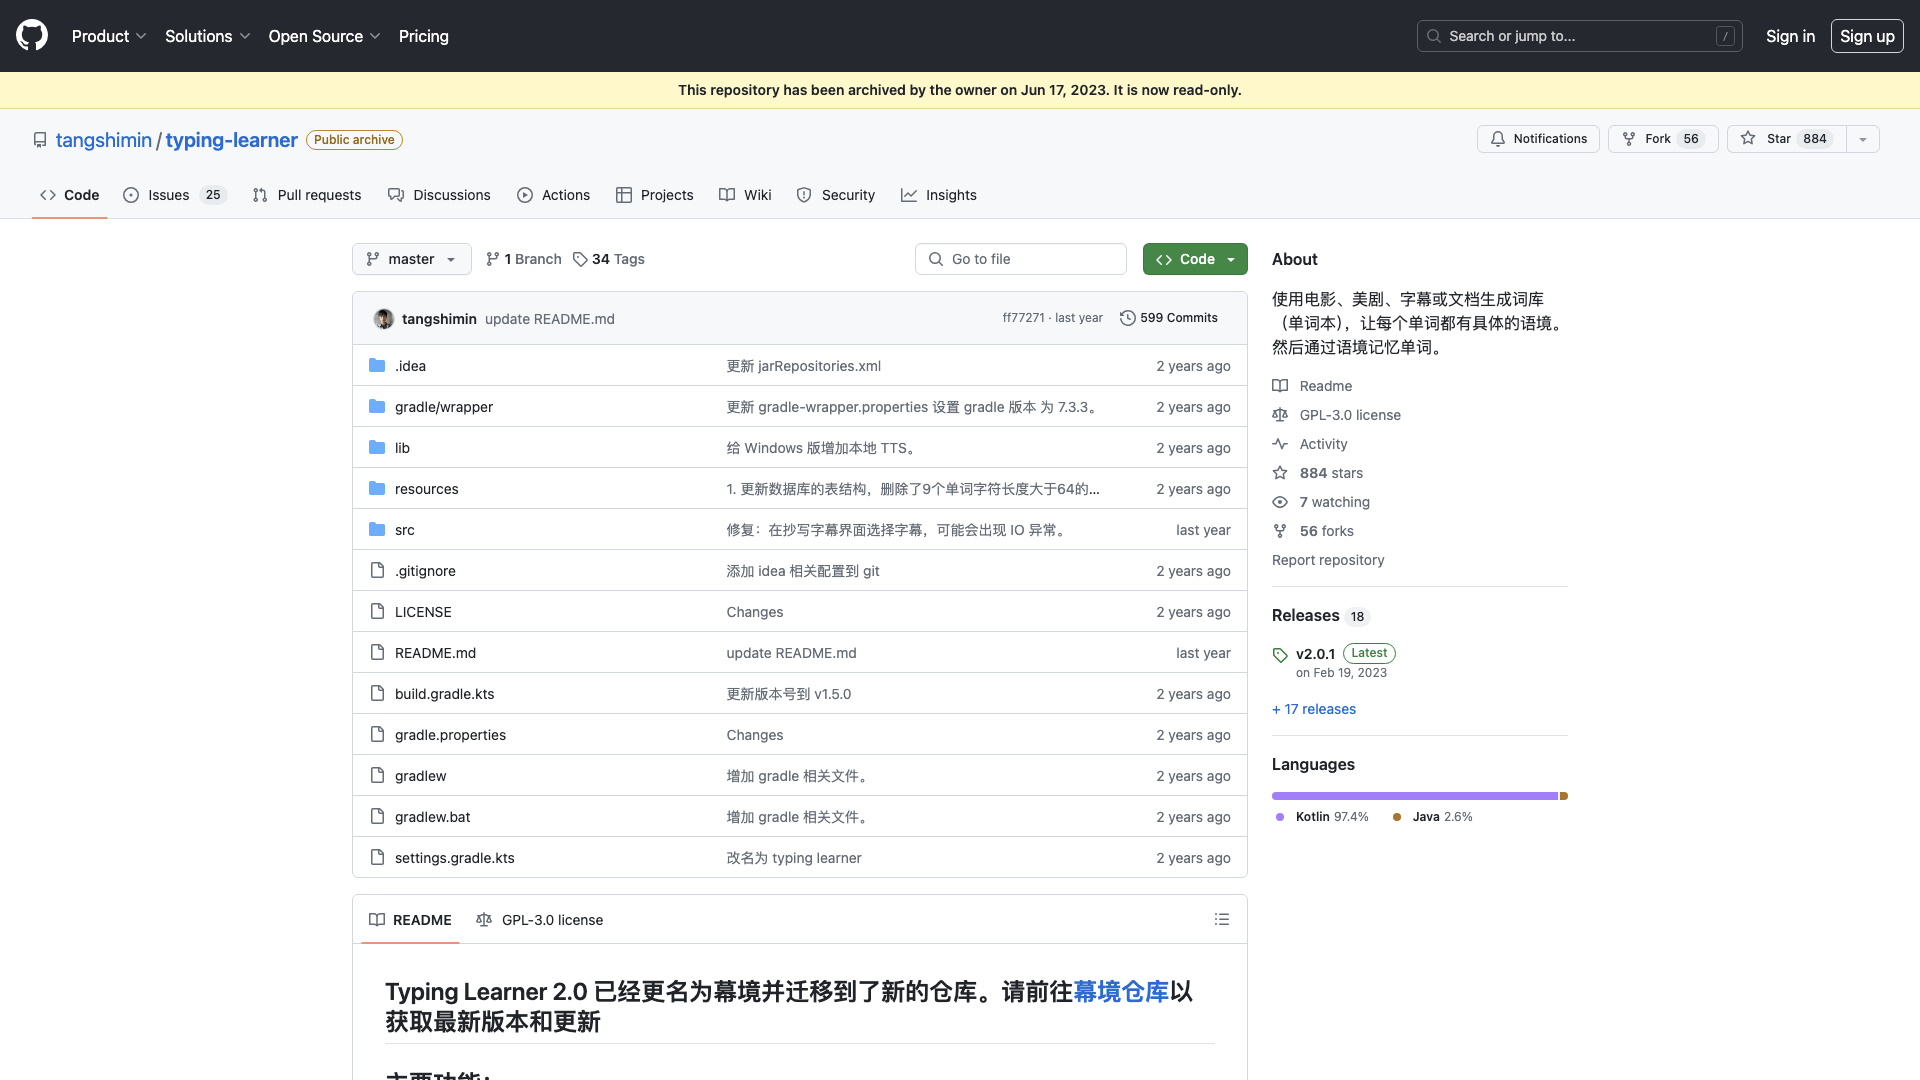 Product Solutions Open Source Pricing Search or jump to... / Sign in Sign up
This repository has been archived by the owner on Jun 17, 2023. It is now read-only.
tangshimin / typing-learner Public archive Notifications Fork 56 Star 884
Code Issues 25 Pull requests Discussions Actions Projects Wiki Security Insights
master 1 Branch 34 Tags Go to file Code
tangshimin update README.md ff77271 · last year 599 Commits
.idea 更新 jarRepositories.xml 2 years ago
gradle/wrapper 更新 gradle-wrapper.properties 设置 gradle 版本 为 7.3.3。 2 years ago
lib 给 Windows 版增加本地 TTS。 2 years ago
resources 1. 更新数据库的表结构，删除了9个单词字符长度大于64的... 2 years ago
src 修复：在抄写字幕界面选择字幕，可能会出现 IO 异常。 last year
.gitignore 添加 idea 相关配置到 git 2 years ago
LICENSE Changes 2 years ago
README.md update README.md last year
build.gradle.kts 更新版本号到 v1.5.0 2 years ago
gradle.properties Changes 2 years ago
gradlew 增加 gradle 相关文件。 2 years ago
gradlew.bat 增加 gradle 相关文件。 2 years ago
settings.gradle.kts 改名为 typing learner 2 years ago
README GPL-3.0 license
Typing Learner 2.0 已经更名为幕境并迁移到了新的仓库。请前往幕境仓库以
获取最新版本和更新
主要功能：
About
使用电影、美剧、字幕或文档生成词库
（单词本），让每个单词都有具体的语境。
然后通过语境记忆单词。
Readme
GPL-3.0 license
Activity
884 stars
7 watching
56 forks
Report repository
Releases 18
v2.0.1 Latest
on Feb 19, 2023
+ 17 releases
Languages
Kotlin 97.4% Java 2.6%